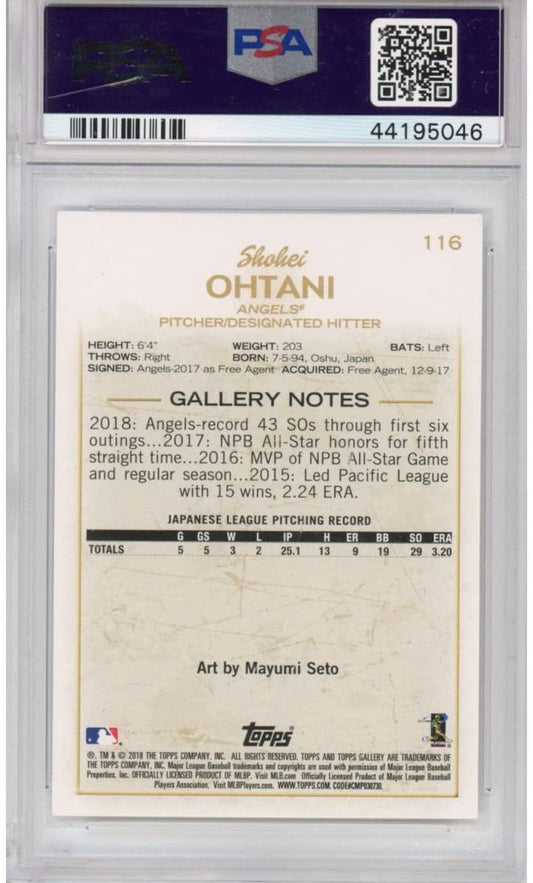 PSA
PSA
44195046
116
Shohei
OHTANI
ANGELS®
PITCHER/DESIGNATED HITTER
HEIGHT: 6'4" WEIGHT: 203 BATS: Left
THROWS: Right BORN: 7-5-94, Oshu, Japan
SIGNED: Angels-2017 as Free Agent ACQUIRED: Free Agent, 12-9-17
GALLERY NOTES
2018: Angels-record 43 SOs through first six
outings...2017: NPB All-Star honors for fifth
straight time...2016: MVP of NPB All-Star Game
and regular season...2015: Led Pacific League
with 15 wins, 2.24 ERA.
JAPANESE LEAGUE PITCHING RECORD
G GS W L IP H ER BB SO ERA
TOTALS 5 5 3 2 25.1 13 9 19 29 3.20
Art by Mayumi Seto
topps
®, TM & © 2018 THE TOPPS COMPANY, INC. ALL RIGHTS RESERVED. TOPPS AND TOPPS GALLERY ARE TRADEMARKS OF
THE TOPPS COMPANY, INC. Major League Baseball trademarks and copyrights are used with permission of Major League Baseball
Properties, Inc. OFFICIALLY LICENSED PRODUCT OF MLBP. Visit MLB.com Officially Licensed Product of Major League Baseball
Players Association. Visit MLBPlayers.com. WWW.TOPPS.COM. CODE#CMP030730.